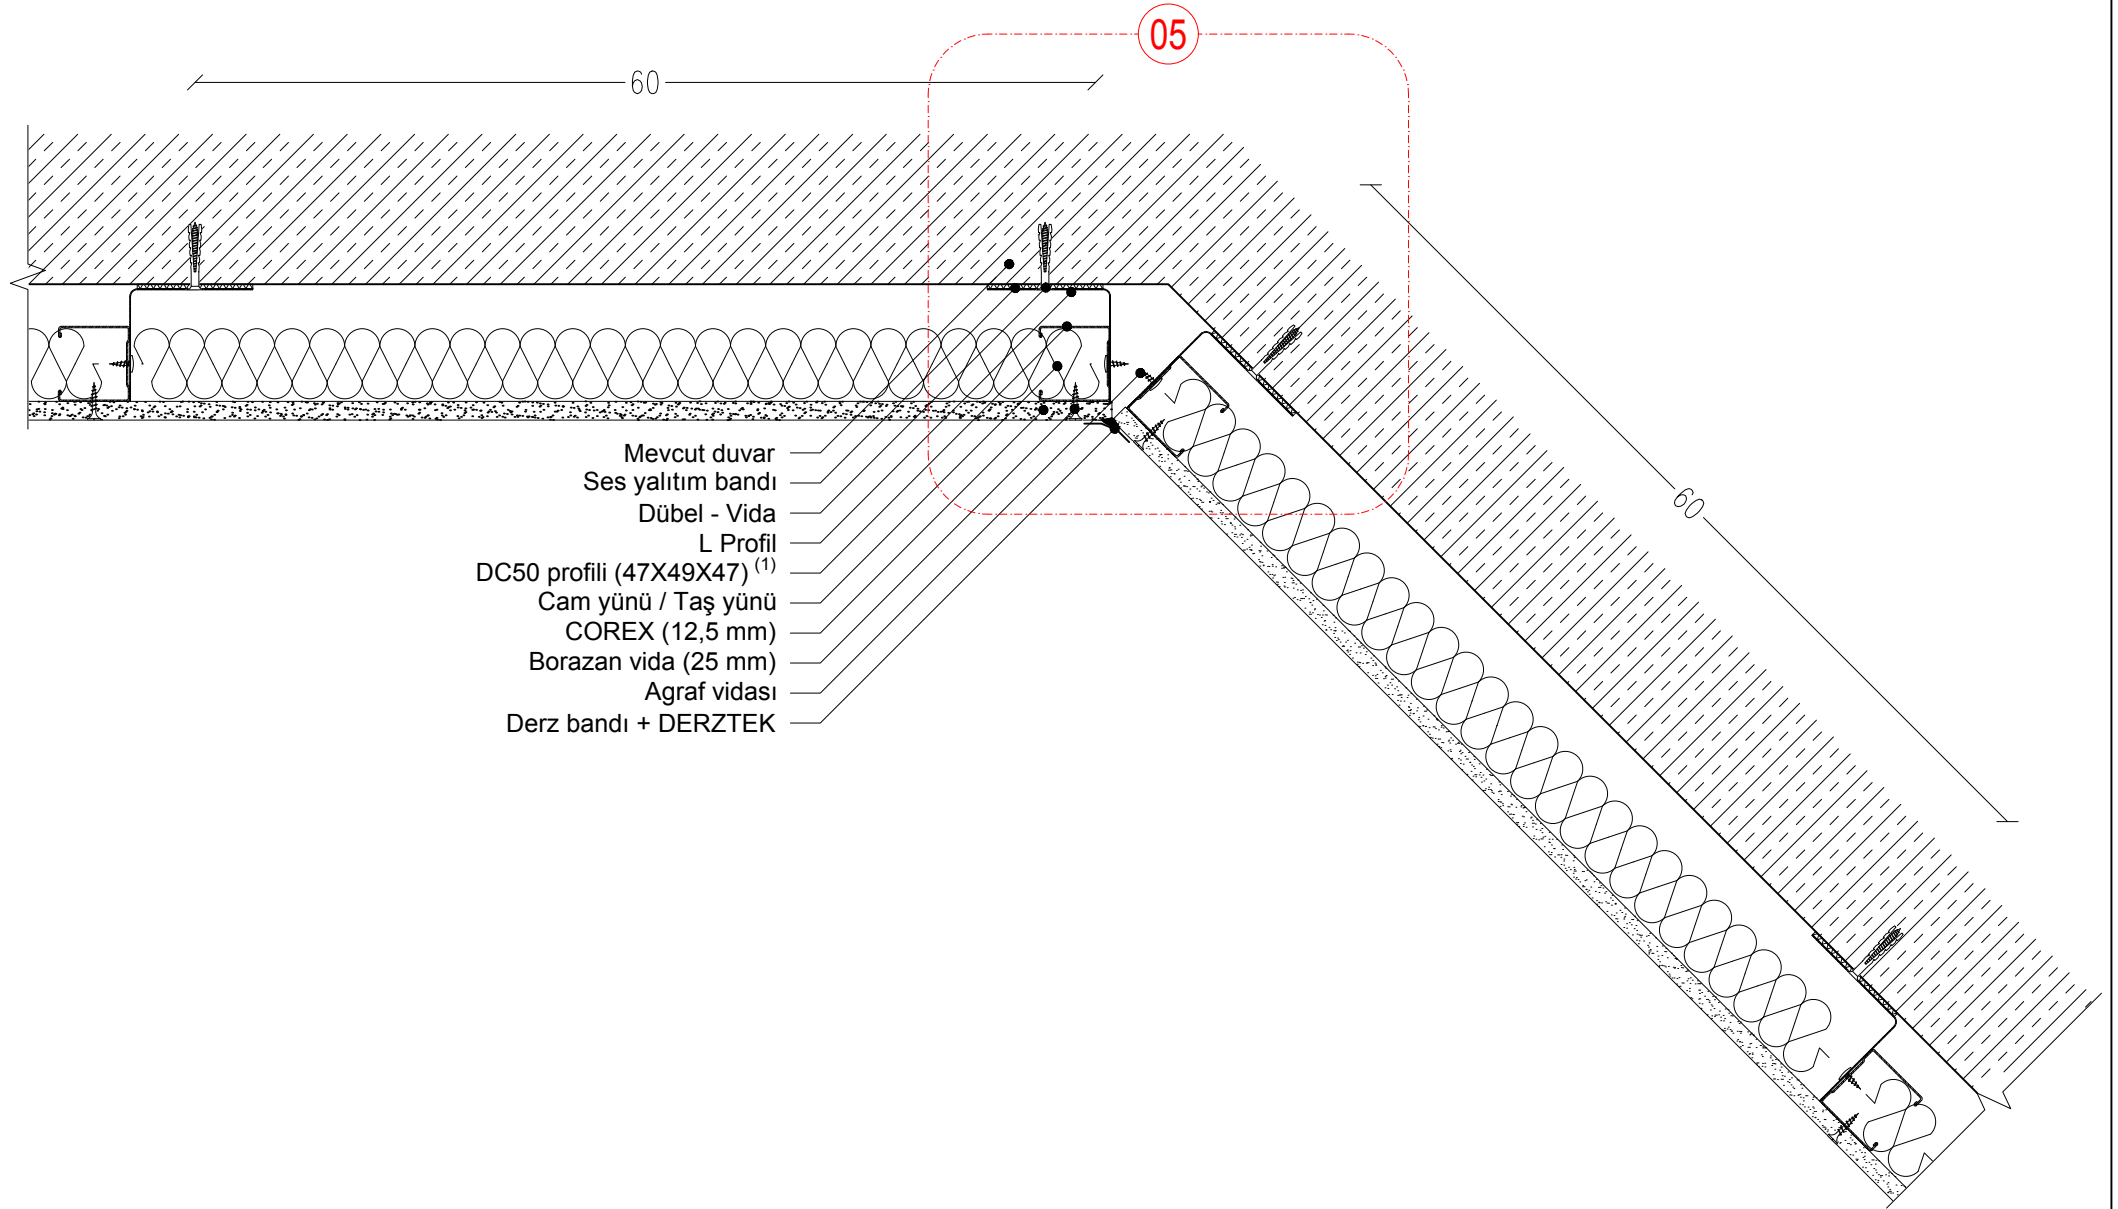 05
60
60
Mevcut duvar
Ses yalıtım bandı
Dübel - Vida
L Profil
DC50 profili (47X49X47) (1)
Cam yünü / Taş yünü
COREX (12,5 mm)
Borazan vida (25 mm)
Agraf vidası
Derz bandı + DERZTEK